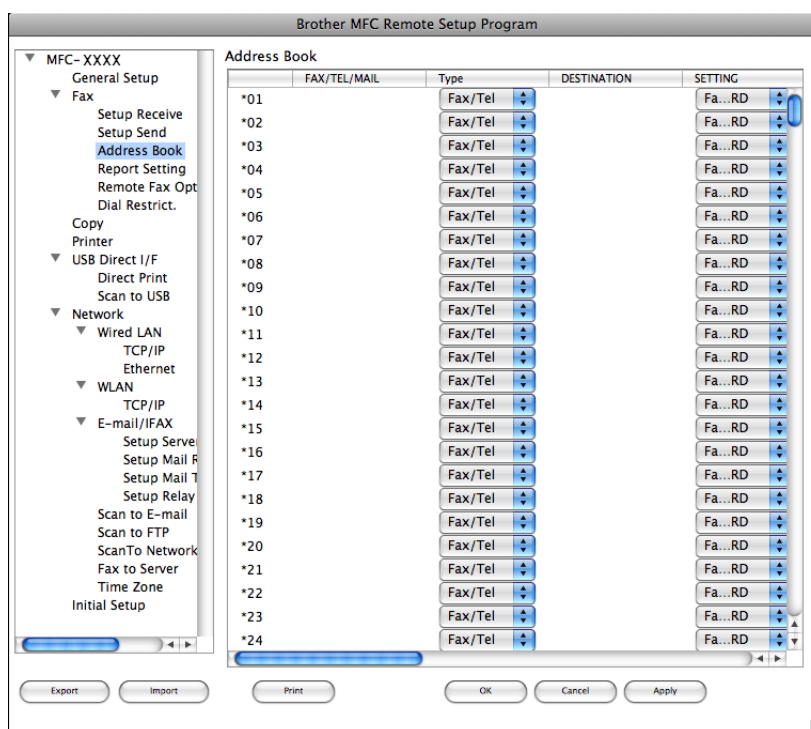 Brother MFC Remote Setup Program
MFC-XXXX
General Setup
Fax
Setup Receive
Setup Send
Address Book
Report Setting
Remote Fax Opt
Dial Restrict.
Copy
Printer
USB Direct I/F
Direct Print
Scan to USB
Network
Wired LAN
TCP/IP
Ethernet
WLAN
TCP/IP
E-mail/IFAX
Setup Server
Setup Mail R
Setup Mail T
Setup Relay
Scan to E-mail
Scan to FTP
ScanTo Network
Fax to Server
Time Zone
Initial Setup
Address Book
FAX/TEL/MAIL Type DESTINATION SETTING
*01 Fax/Tel Fa...RD
*02 Fax/Tel Fa...RD
*03 Fax/Tel Fa...RD
*04 Fax/Tel Fa...RD
*05 Fax/Tel Fa...RD
*06 Fax/Tel Fa...RD
*07 Fax/Tel Fa...RD
*08 Fax/Tel Fa...RD
*09 Fax/Tel Fa...RD
*10 Fax/Tel Fa...RD
*11 Fax/Tel Fa...RD
*12 Fax/Tel Fa...RD
*13 Fax/Tel Fa...RD
*14 Fax/Tel Fa...RD
*15 Fax/Tel Fa...RD
*16 Fax/Tel Fa...RD
*17 Fax/Tel Fa...RD
*18 Fax/Tel Fa...RD
*19 Fax/Tel Fa...RD
*20 Fax/Tel Fa...RD
*21 Fax/Tel Fa...RD
*22 Fax/Tel Fa...RD
*23 Fax/Tel Fa...RD
*24 Fax/Tel Fa...RD
Export Import Print OK Cancel Apply